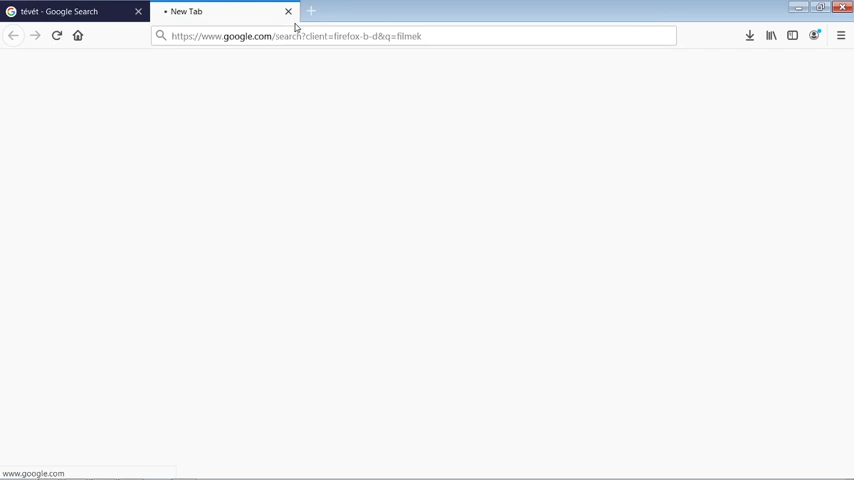 tévét - Google Search
New Tab
https://www.google.com/search?client=firefox-b-d&q=filmek
www.google.com